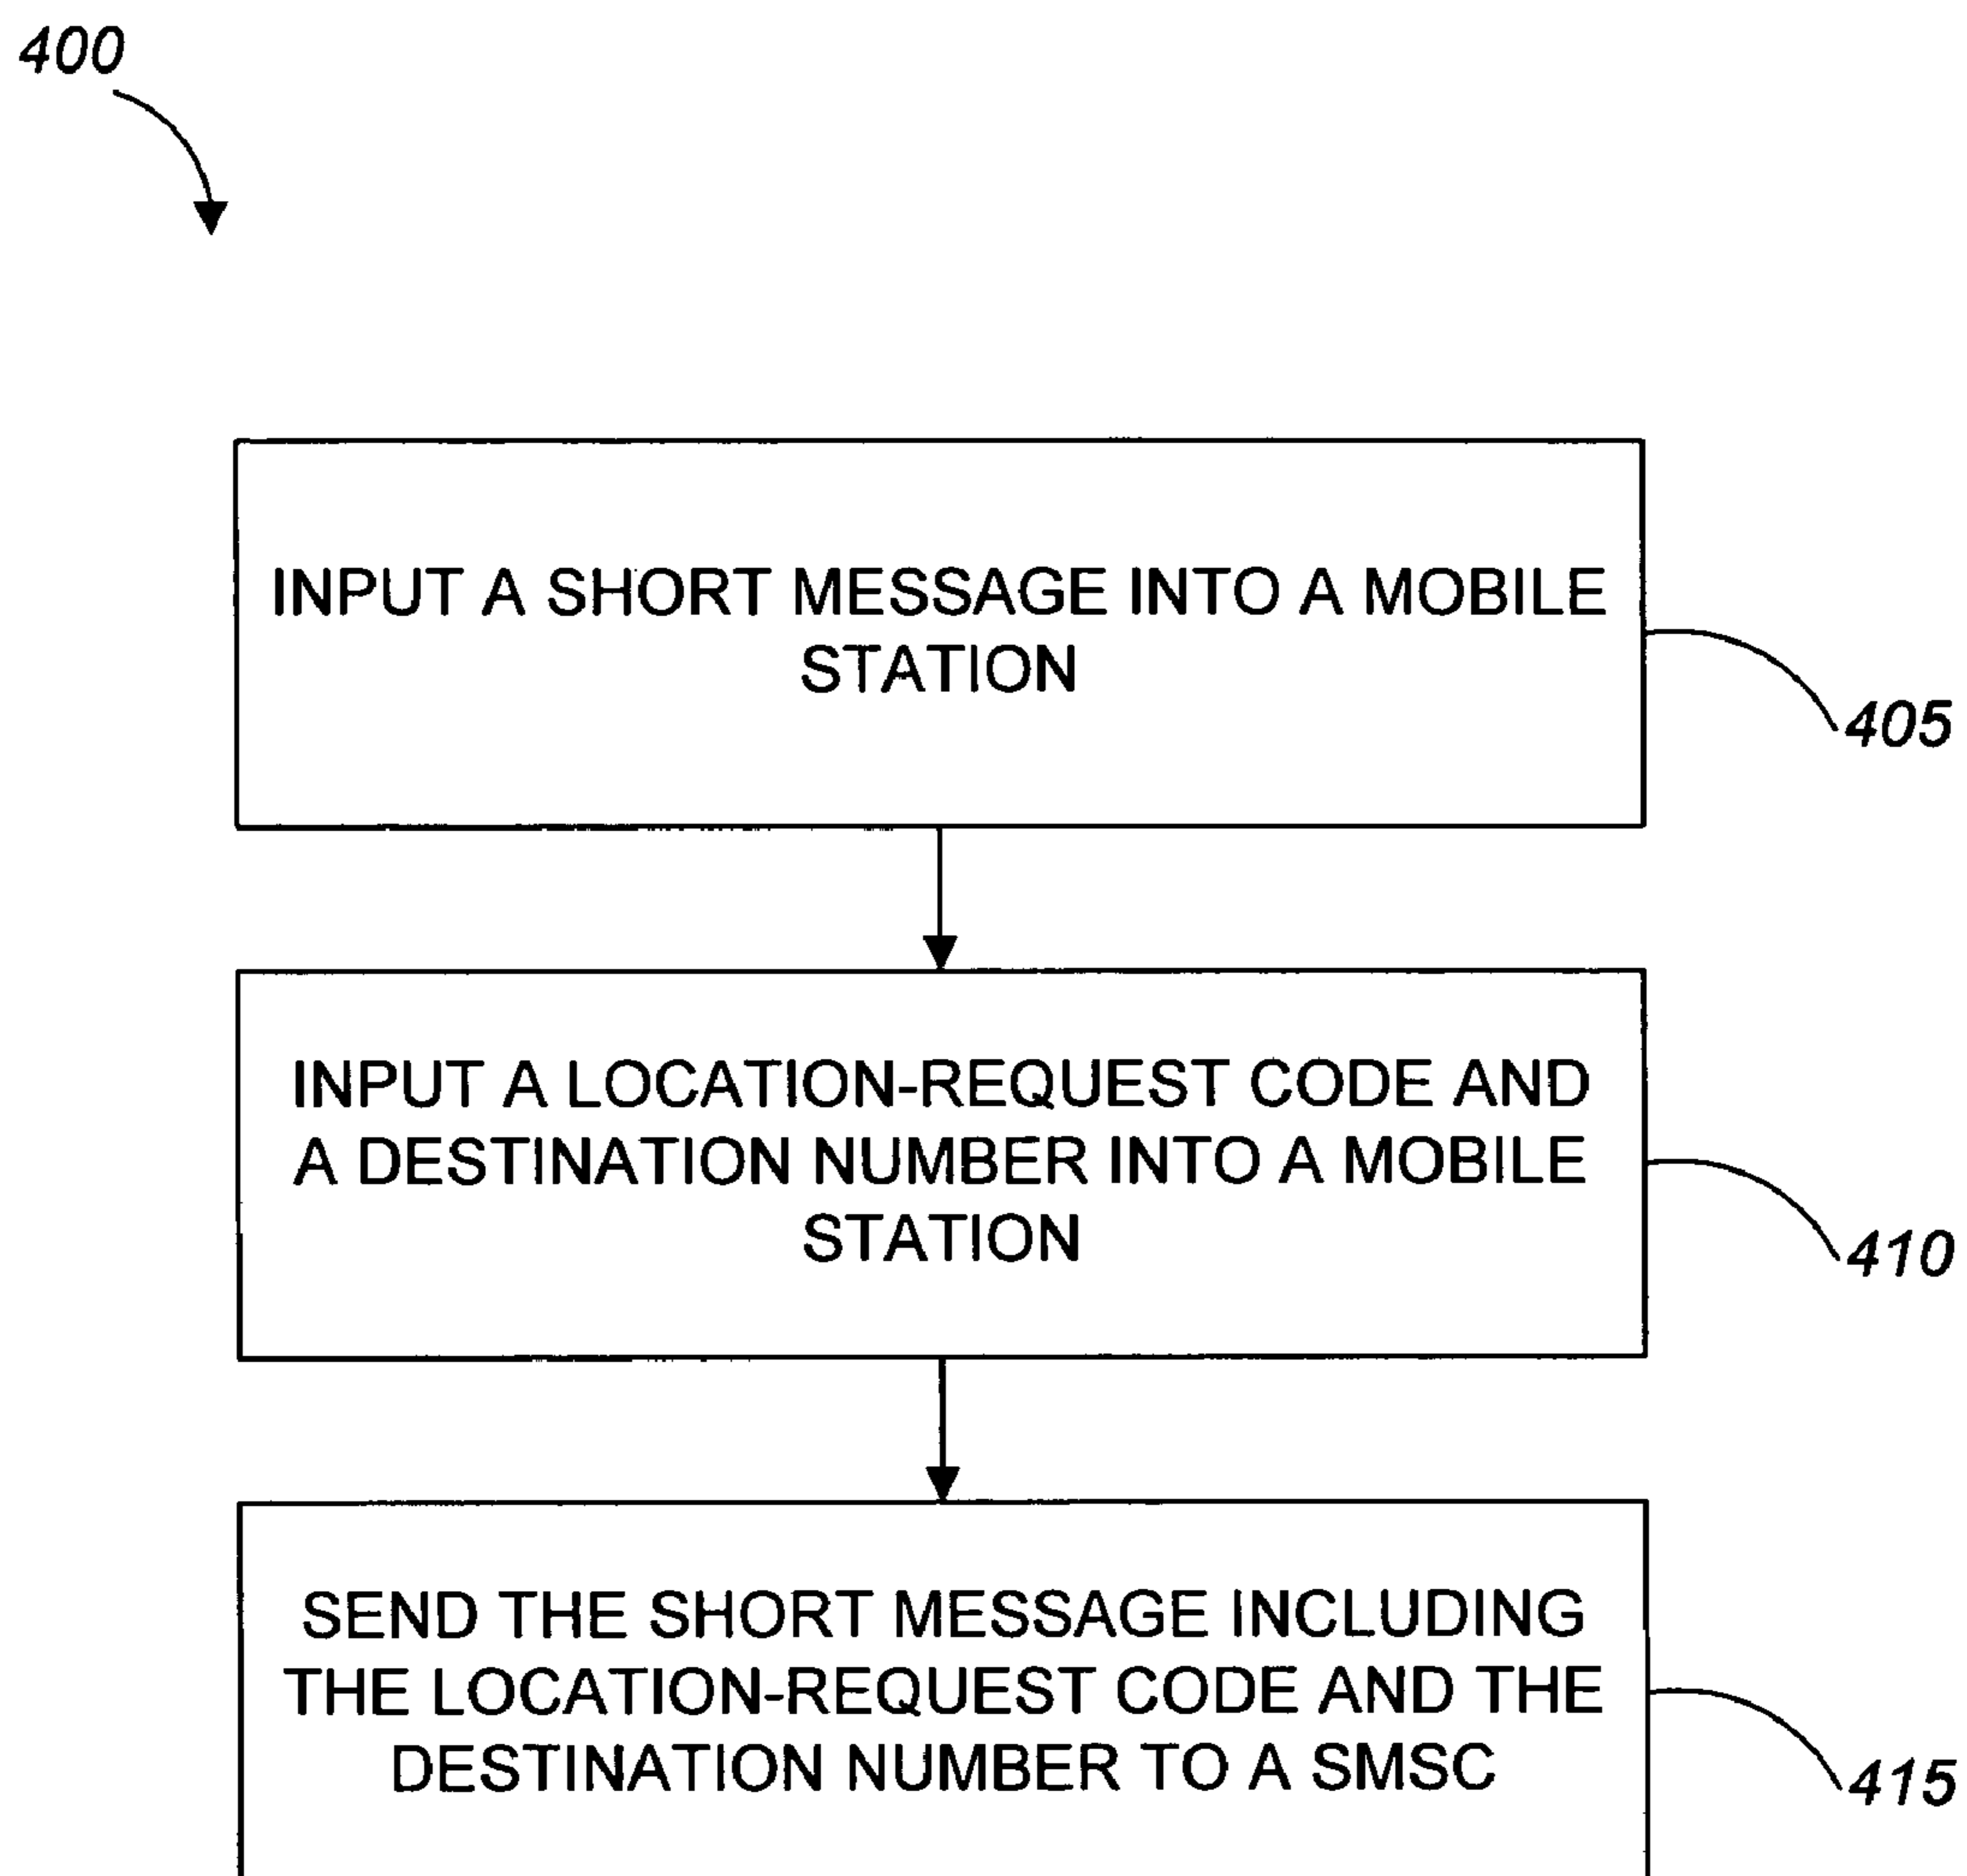 400
INPUT A SHORT MESSAGE INTO A MOBILE
STATION
405
INPUT A LOCATION-REQUEST CODE AND
A DESTINATION NUMBER INTO A MOBILE
STATION
410
SEND THE SHORT MESSAGE INCLUDING
THE LOCATION-REQUEST CODE AND THE
DESTINATION NUMBER TO A SMSC
415